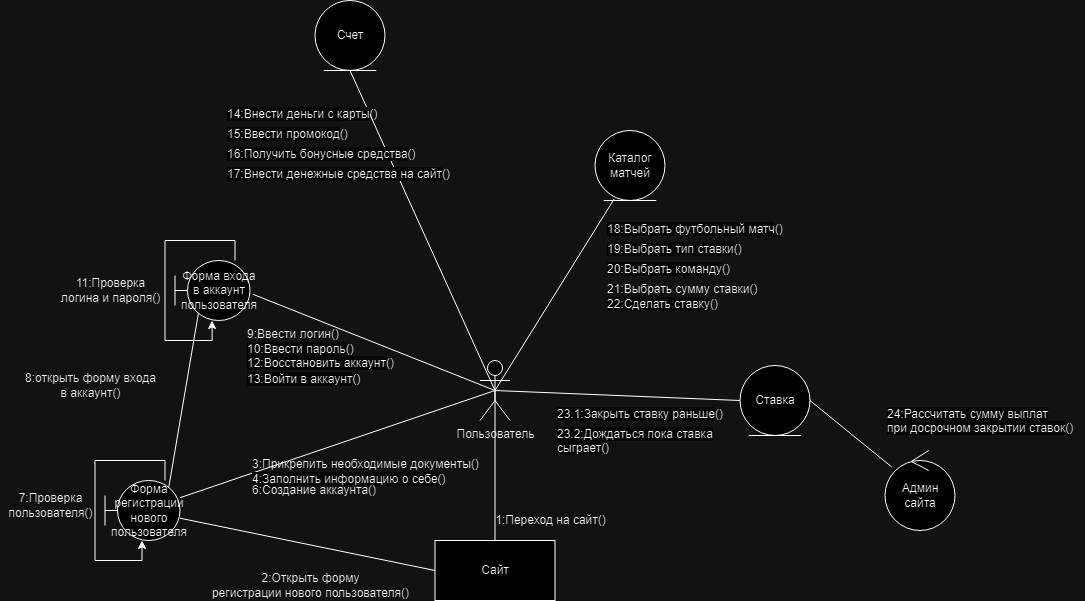 Счет
14:Внести деньги с карты()
15:Ввести промокод()
16:Получить бонусные средства()
17:Внести денежные средства на сайт()
Каталог
матчей
18:Выбрать футбольный матч()
19:Выбрать тип ставки()
20:Выбрать команду()
21:Выбрать сумму ставки()
22:Сделать ставку()
11:Проверка
логина и пароля()
Форма входа
в аккаунт
пользователя
9:Ввести логин()
10:Ввести пароль()
12:Восстановить аккаунт()
13:Войти в аккаунт()
8:открыть форму входа
в аккаунт()
Пользователь
23.1:Закрыть ставку раньше()
23.2:Дождаться пока ставка
сыграет()
Ставка
24:Рассчитать сумму выплат
при досрочном закрытии ставок()
Админ
сайта
3:Прикрепить необходимые документы()
4:Заполнить информацию о себе()
6:Создание аккаунта()
7:Проверка
пользователя()
Форма
регистрации
нового
пользователя
1:Переход на сайт()
Сайт
2:Открыть форму
регистрации нового пользователя()